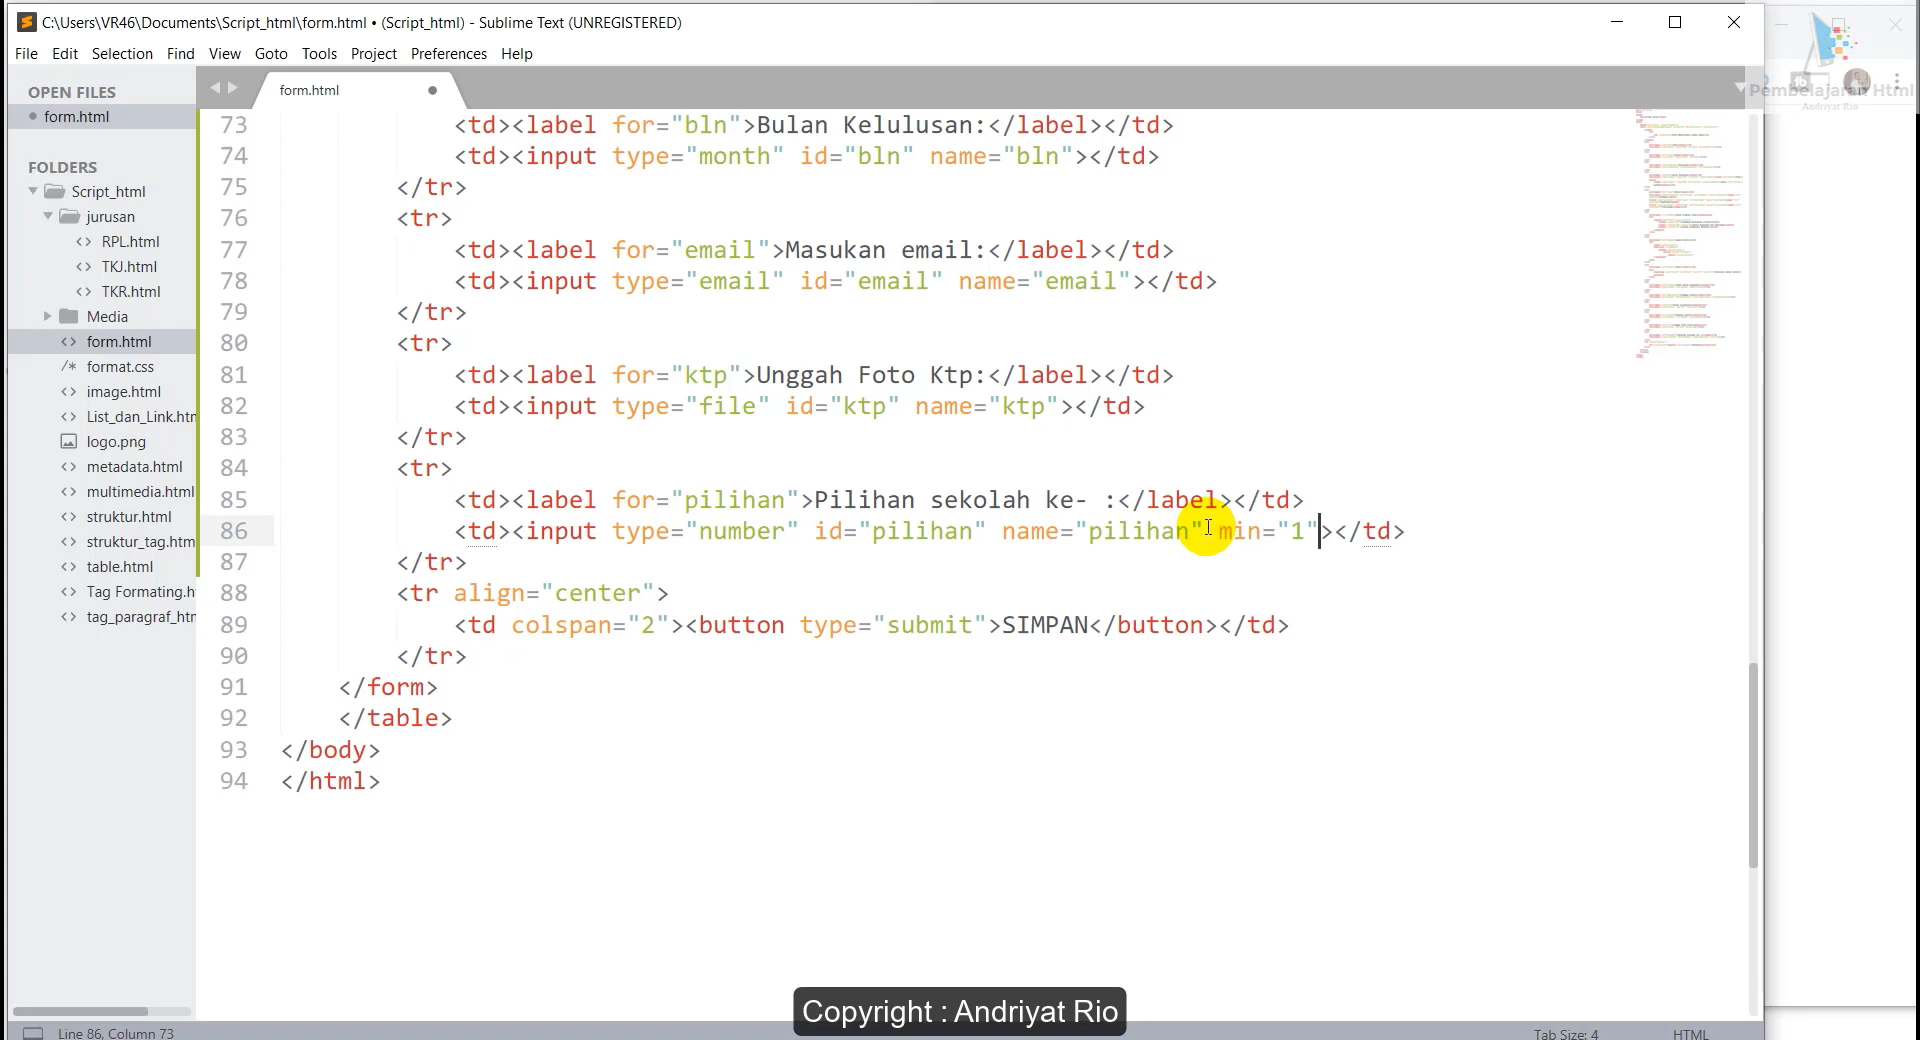 C:\Users\VR46\Documents\Script_html\form.html • (Script_html) - Sublime Text (UNREGISTERED)
File Edit Selection Find View Goto Tools Project Preferences Help
OPEN FILES
form.html
FOLDERS
Script_html
jurusan
RPL.html
TKJ.html
TKR.html
Media
form.html
format.css
image.html
List_dan_Link.htm
logo.png
metadata.html
multimedia.html
struktur.html
struktur_tag.htm
table.html
Tag Formating.h
tag_paragraf_htm
form.html
73 <td><label for="bln">Bulan Kelulusan:</label></td>
74 <td><input type="month" id="bln" name="bln"></td>
75 </tr>
76 <tr>
77 <td><label for="email">Masukan email:</label></td>
78 <td><input type="email" id="email" name="email"></td>
79 </tr>
80 <tr>
81 <td><label for="ktp">Unggah Foto Ktp:</label></td>
82 <td><input type="file" id="ktp" name="ktp"></td>
83 </tr>
84 <tr>
85 <td><label for="pilihan">Pilihan sekolah ke- :</label></td>
86 <td><input type="number" id="pilihan" name="pilihan" min="1"></td>
87 </tr>
88 <tr align="center">
89 <td colspan="2"><button type="submit">SIMPAN</button></td>
90 </tr>
91 </form>
92 </table>
93 </body>
94 </html>
Pembelajaran Html
Andriyat Rio
Copyright : Andriyat Rio
Line 86, Column 73
Tab Size: 4
HTML